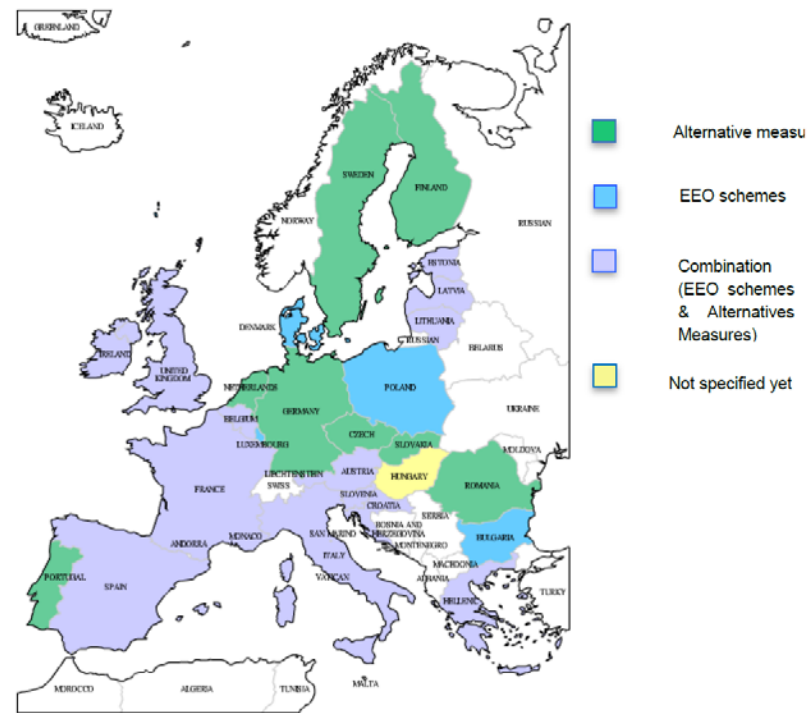 GREENLAND
ICELAND
SWEDEN
FINLAND
NORWAY
RUSSIAN
ESTONIA
LATVIA
LITHUANIA
RUSSIAN
DENMARK
BELARUS
IRELAND
UNITED
KINGDOM
NETHERLANDS
POLAND
BELGIUM
GERMANY
UKRAINE
LUXEMBOURG
CZECH
SLOVAKIA
MOLDOVA
LIECHTENSTEIN
AUSTRIA
HUNGARY
FRANCE
SWISS
ROMANIA
SLOVENIA
CROATIA
SERBIA
ANDORRA
MONACO
SAN MARINO
BOSNIA AND
HERZEGOVINA
BULGARIA
MONTENEGRO
ITALY
PORTUGAL
SPAIN
VATICAN
MACEDONIA
ALBANIA
TURKY
HELLENIC
MOROCCO
ALGERIA
TUNISIA
MALTA
Alternative measu
EEO schemes
Combination
(EEO schemes
& Alternatives
Measures)
Not specified yet